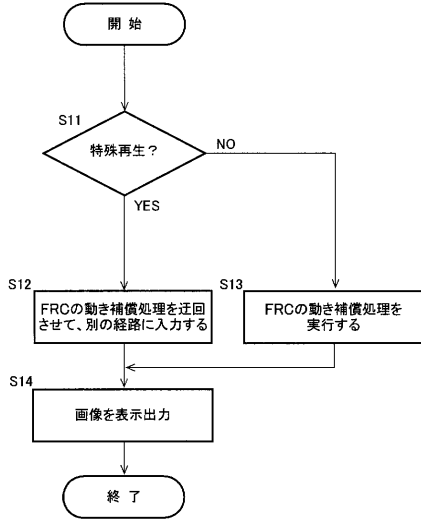 開 始
S11
特殊再生?
NO
YES
S12
FRCの動き補償処理を迂回
させて、別の経路に入力する
S13
FRCの動き補償処理を
実行する
S14
画像を表示出力
終 了